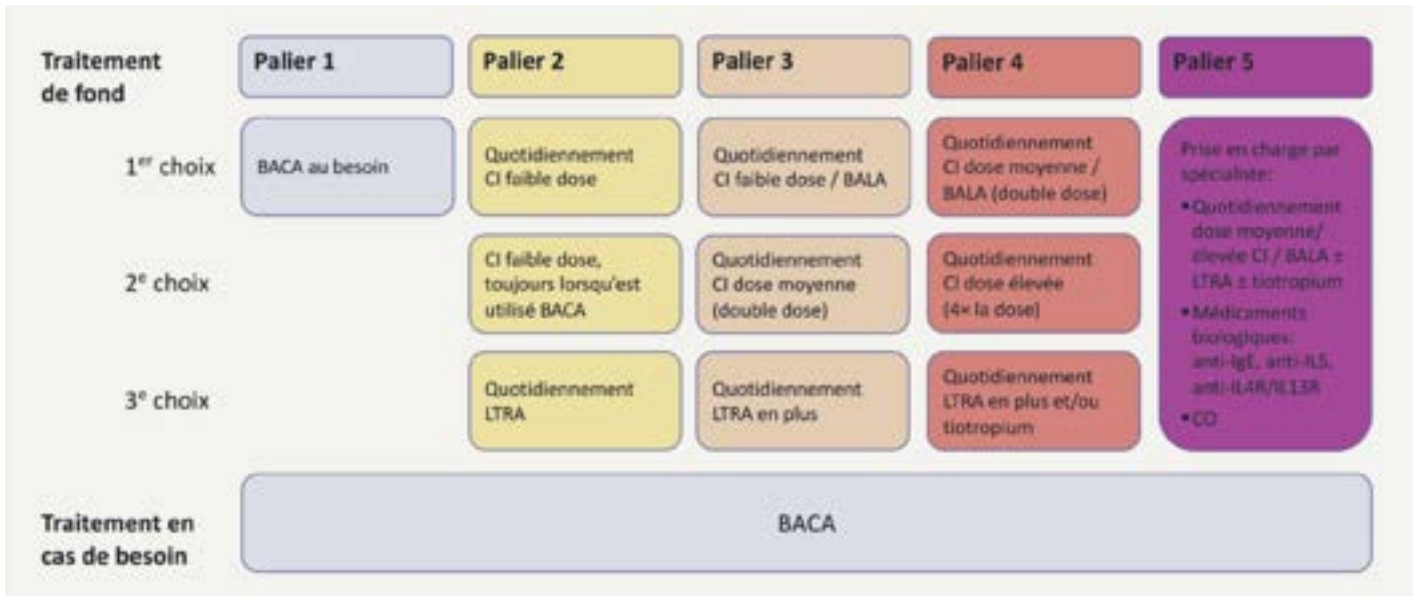 Traitement
de fond
Palier 1
Palier 2
Palier 3
Palier 4
Palier 5
1er choix
BACA au besoin
Quotidiennement
CI faible dose
Quotidiennement
CI faible dose / BALA
Quotidiennement
CI dose moyenne /
BALA (double dose)
Prise en charge par
spécialiste:
▪Quotidiennement
dose moyenne/
élevée CI / BALA ±
LTRA ± tiotropium
▪Médicaments
biologiques:
anti-IgE, anti-IL5,
anti-IL4R/IL13R
▪CO
2e choix
CI faible dose,
toujours lorsqu'est
utilisé BACA
Quotidiennement
CI dose moyenne
(double dose)
Quotidiennement
CI dose élevée
(4× la dose)
3e choix
Quotidiennement
LTRA
Quotidiennement
LTRA en plus
Quotidiennement
LTRA en plus et/ou
tiotropium
Traitement en
cas de besoin
BACA